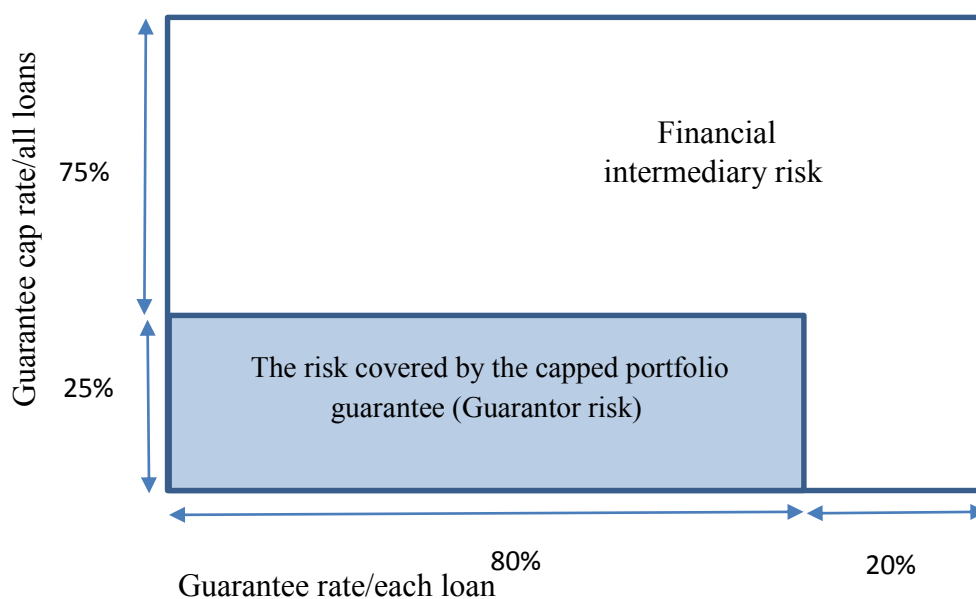 Guarantee cap rate/all loans
75%
25%
Financial
intermediary risk
The risk covered by the capped portfolio
guarantee (Guarantor risk)
80%
20%
Guarantee rate/each loan